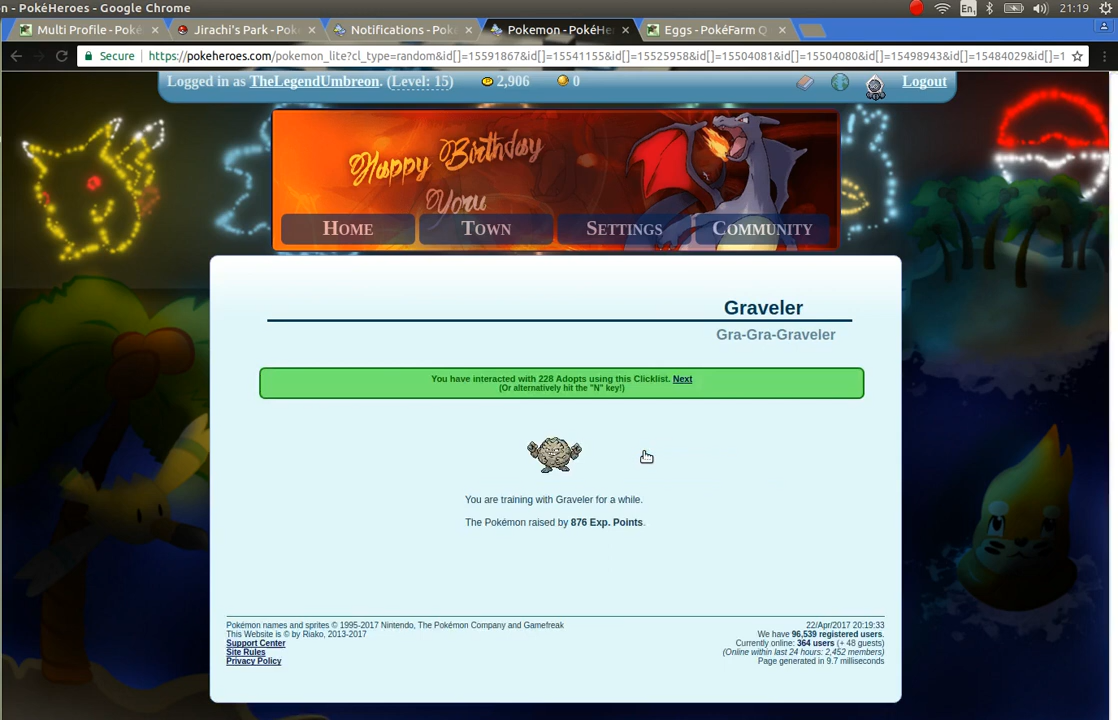 n - PokéHeroes - Google Chrome
En,
21:19
Multi Profile - Poké
Jirachi's Park - Pok
Notifications - Pok
Pokemon - PokéHe
Eggs - PokéFarm Q
Secure
https://pokeheroes.com/pokemon_lite?cl_type=random&id[]=15591867&id[]=15541155&id[]=15525958&id[]=15504081&id[]=15504080&id[]=15498943&id[]=15484029&id[]=1
Logged in as TheLegendUmbreon. (Level: 15)
2,906
0
Logout
Happy Birthday
Yoru
Home
Town
Settings
Community
Graveler
Gra-Gra-Graveler
You have interacted with 228 Adopts using this Clicklist. Next
(Or alternatively hit the "N" key!)
You are training with Graveler for a while.
The Pokémon raised by 876 Exp. Points.
Pokémon names and sprites © 1995-2017 Nintendo, The Pokémon Company and Gamefreak
This Website is © by Riako, 2013-2017
Support Center
Site Rules
Privacy Policy
22/Apr/2017 20:19:33
We have 96,539 registered users.
Currently online: 364 users (+ 48 guests)
(Online within last 24 hours: 2,452 members)
Page generated in 9.7 milliseconds